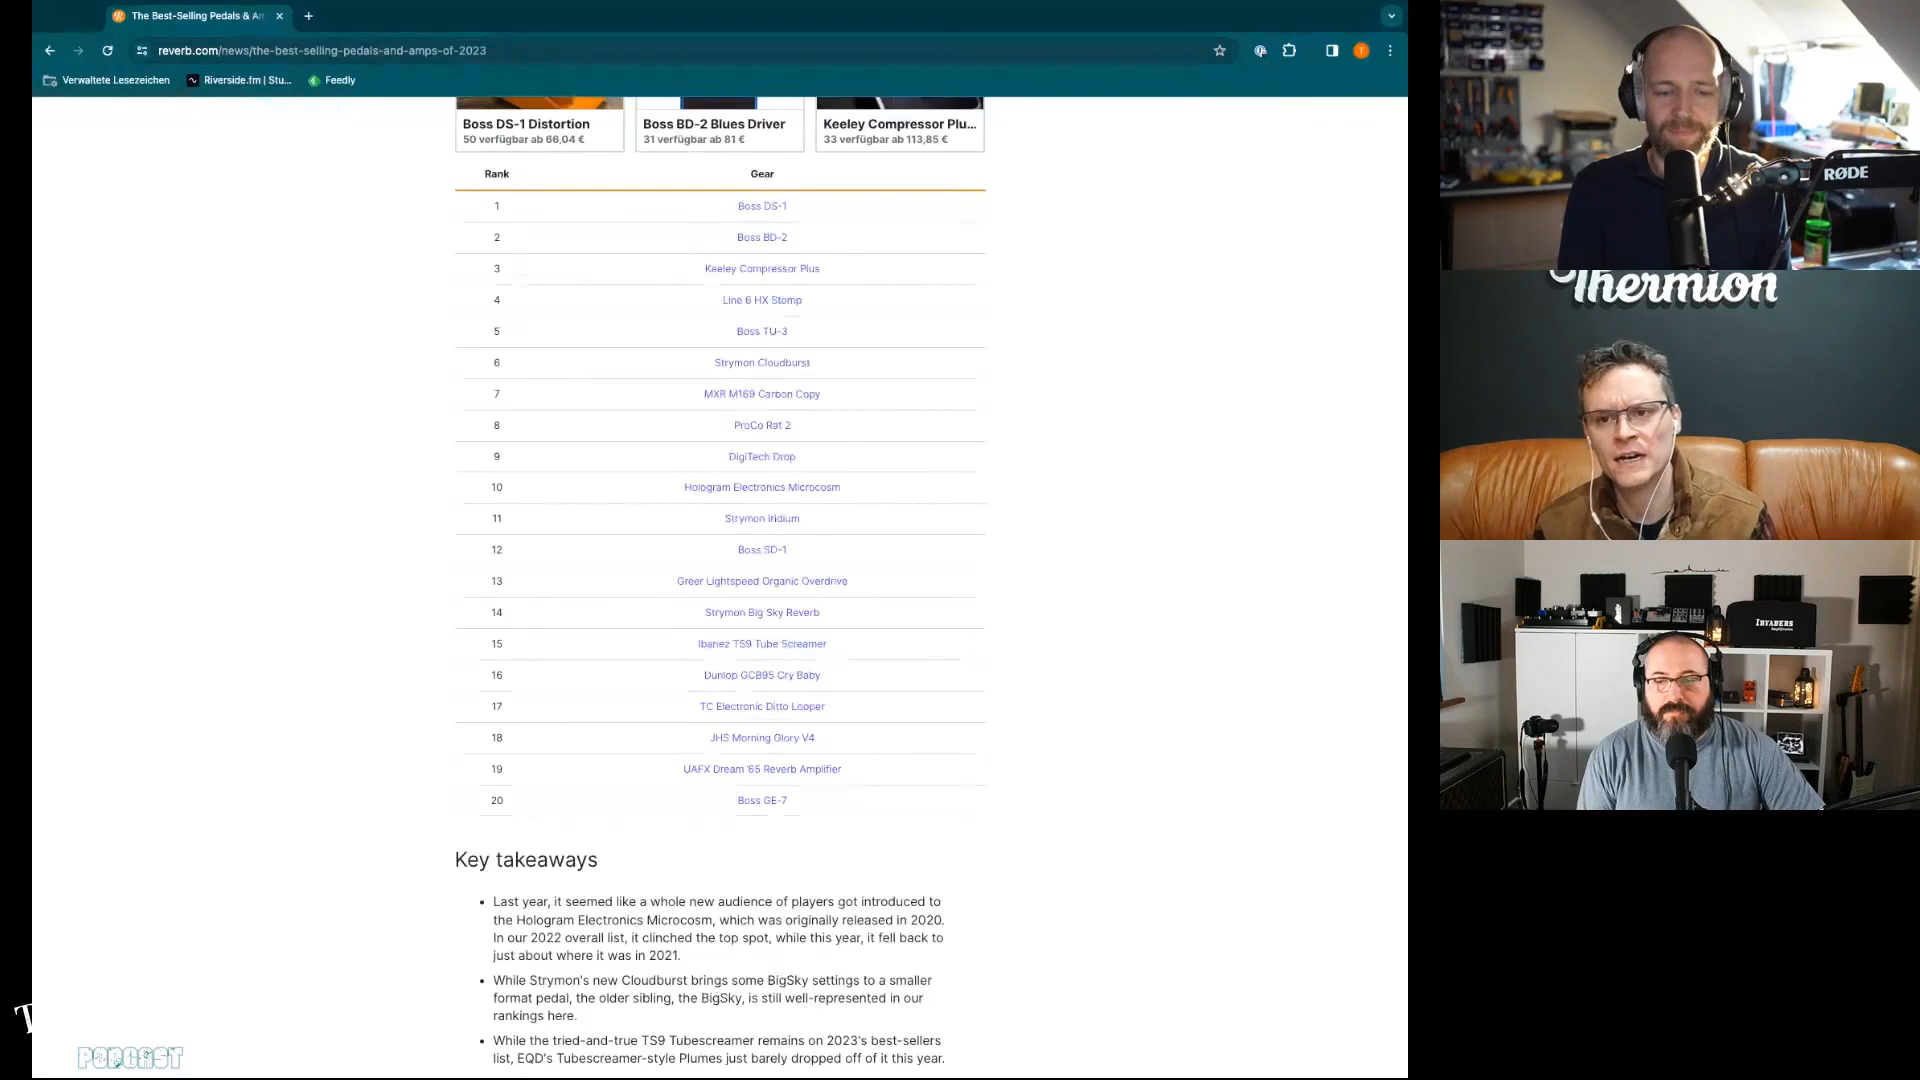 The Best-Selling Pedals & Am
reverb.com/news/the-best-selling-pedals-and-amps-of-2023
Verwaltete Lesezeichen
Riverside.fm | Stu...
Feedly
Boss DS-1 Distortion
50 verfügbar ab 66,04 €
Boss BD-2 Blues Driver
31 verfügbar ab 81 €
Keeley Compressor Plu...
33 verfügbar ab 113,85 €
Rank Gear
1 Boss DS-1
2 Boss BD-2
3 Keeley Compressor Plus
4 Line 6 HX Stomp
5 Boss TU-3
6 Strymon Cloudburst
7 MXR M169 Carbon Copy
8 ProCo Rat 2
9 DigiTech Drop
10 Hologram Electronics Microcosm
11 Strymon Iridium
12 Boss SD-1
13 Greer Lightspeed Organic Overdrive
14 Strymon Big Sky Reverb
15 Ibanez TS9 Tube Screamer
16 Dunlop GCB95 Cry Baby
17 TC Electronic Ditto Looper
18 JHS Morning Glory V4
19 UAFX Dream '65 Reverb Amplifier
20 Boss GE-7
Key takeaways
• Last year, it seemed like a whole new audience of players got introduced to
the Hologram Electronics Microcosm, which was originally released in 2020.
In our 2022 overall list, it clinched the top spot, while this year, it fell back to
just about where it was in 2021.
• While Strymon's new Cloudburst brings some BigSky settings to a smaller
format pedal, the older sibling, the BigSky, is still well-represented in our
rankings here.
• While the tried-and-true TS9 Tubescreamer remains on 2023's best-sellers
list, EQD's Tubescreamer-style Plumes just barely dropped off of it this year.
T
PODCAST
RØDE
Thermion
INVADERS